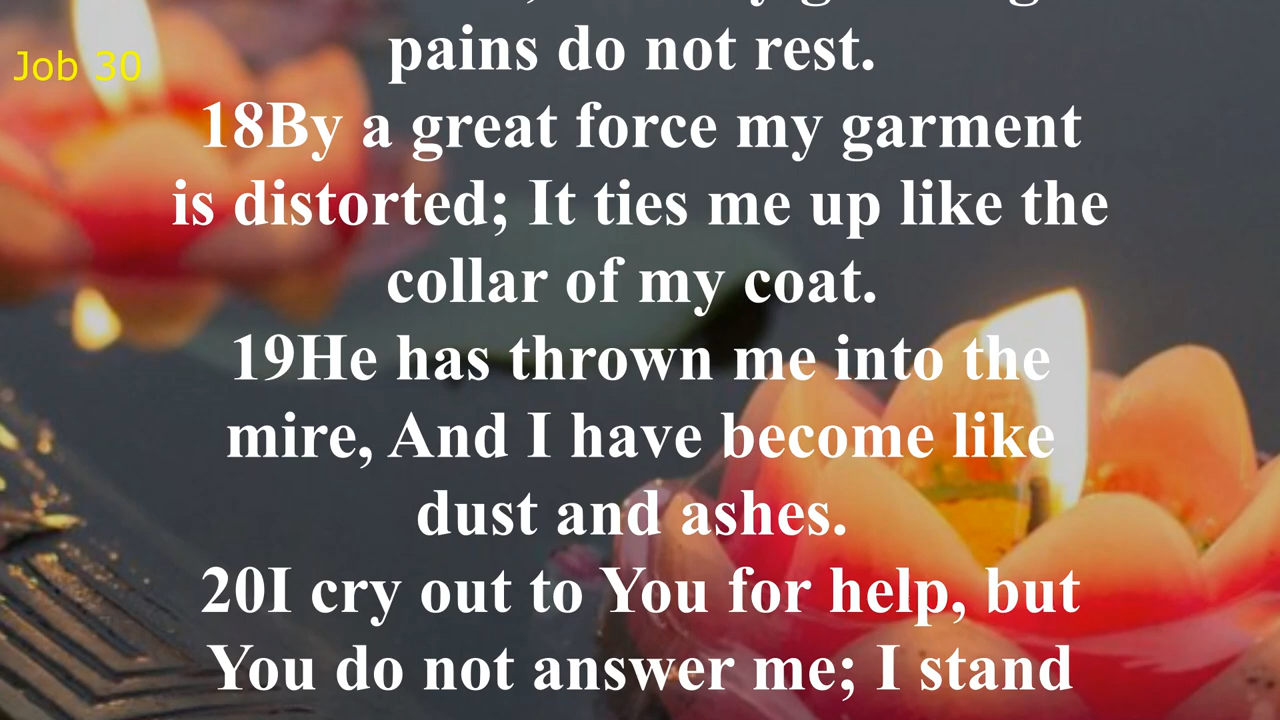 Job 30
pains do not rest.
18By a great force my garment
is distorted; It ties me up like the
collar of my coat.
19He has thrown me into the
mire, And I have become like
dust and ashes.
20I cry out to You for help, but
You do not answer me; I stand